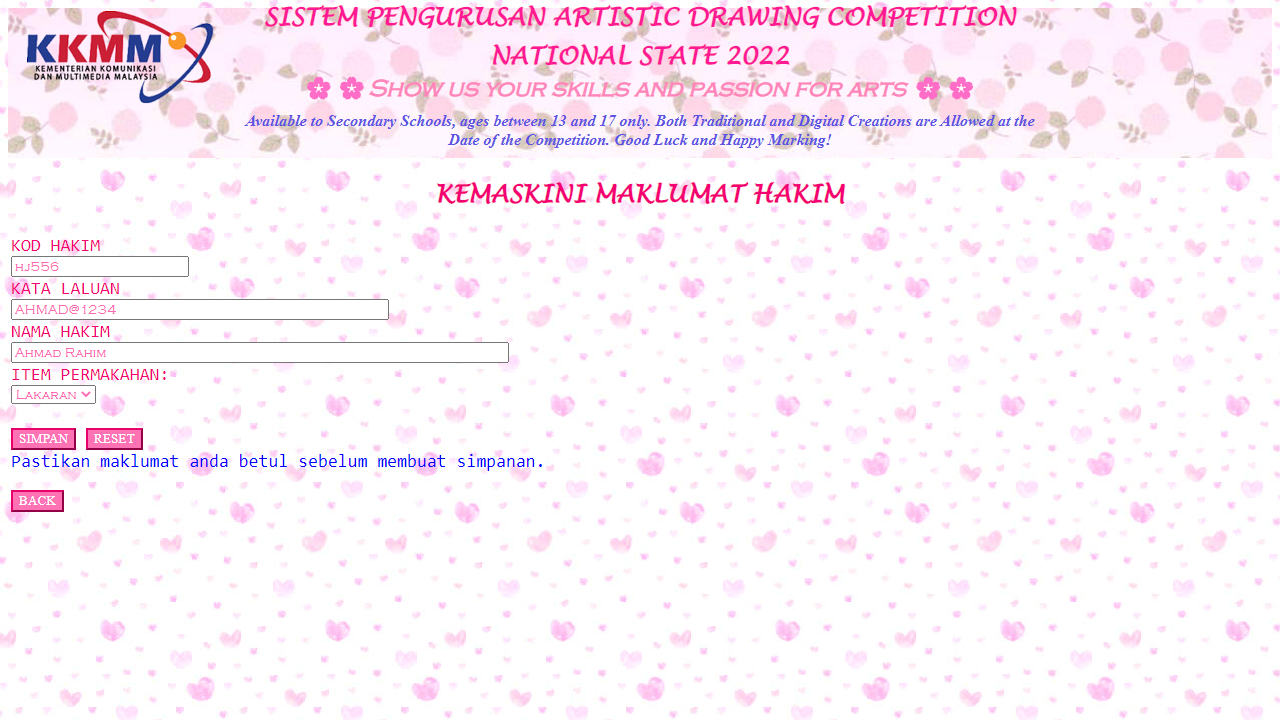 KKMM
KEMENTERIAN KOMUNIKASI
DAN MULTIMEDIA MALAYSIA
SISTEM PENGURUSAN ARTISTIC DRAWING COMPETITION
NATIONAL STATE 2022
Show us your skills and passion for arts
Available to Secondary Schools, ages between 13 and 17 only. Both Traditional and Digital Creations are Allowed at the
Date of the Competition. Good Luck and Happy Marking!
KEMASKINI MAKLUMAT HAKIM
KOD HAKIM
hj556
KATA LALUAN
AHMAD@1234
NAMA HAKIM
Ahmad Rahim
ITEM PERMAKAHAN:
Lakaran
SIMPAN RESET
Pastikan maklumat anda betul sebelum membuat simpanan.
BACK